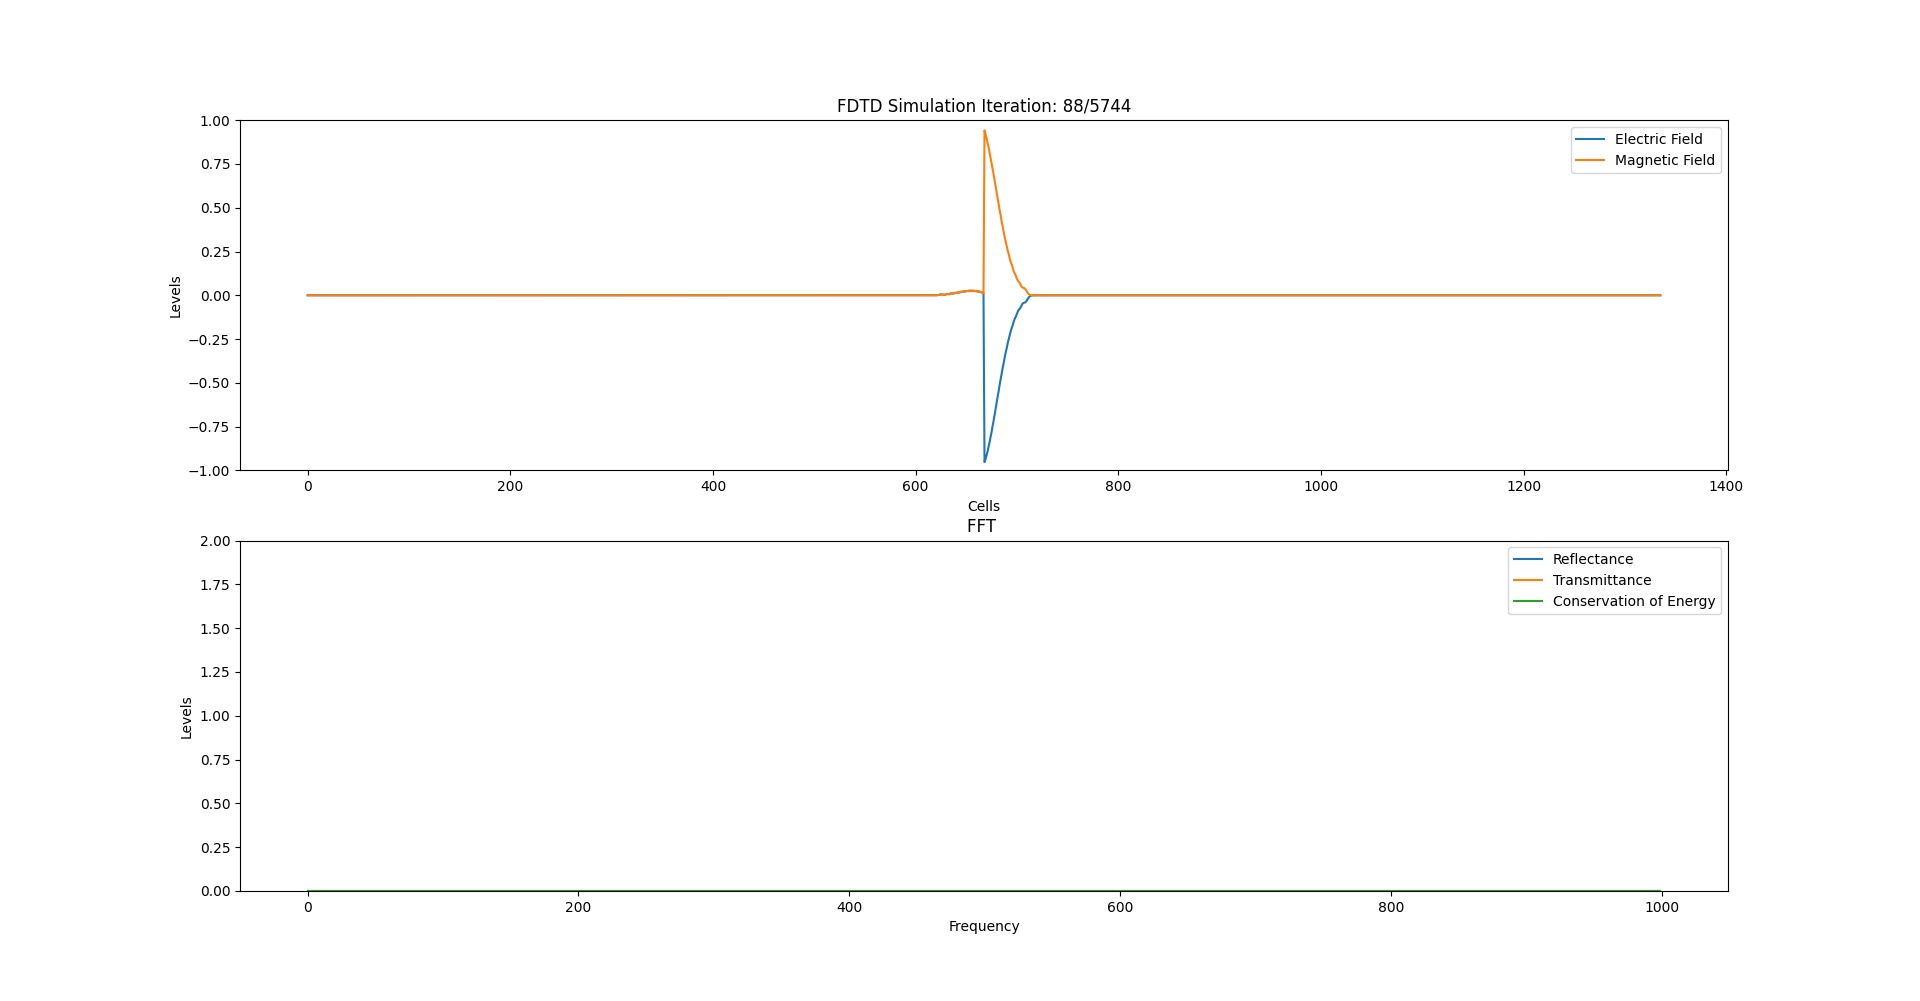 FDTD Simulation Iteration: 88/5744
1.00
0.75
0.50
0.25
0.00
−0.25
−0.50
−0.75
−1.00
Levels
Electric Field
Magnetic Field
0 200 400 600 800 1000 1200 1400
Cells
FFT
2.00
1.75
1.50
1.25
1.00
0.75
0.50
0.25
0.00
Levels
Reflectance
Transmittance
Conservation of Energy
0 200 400 600 800 1000
Frequency